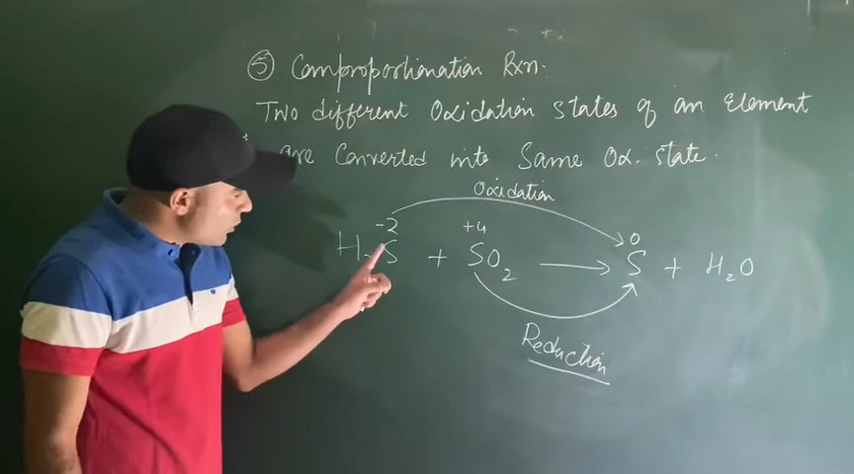 ⑤ Comproportionation Rxn.
Two different Oxidation states of an Element
are Converted into Same Ox. state.
Oxidation
-2 +4 0
H₂S + SO₂ → S + H₂O
Reduction